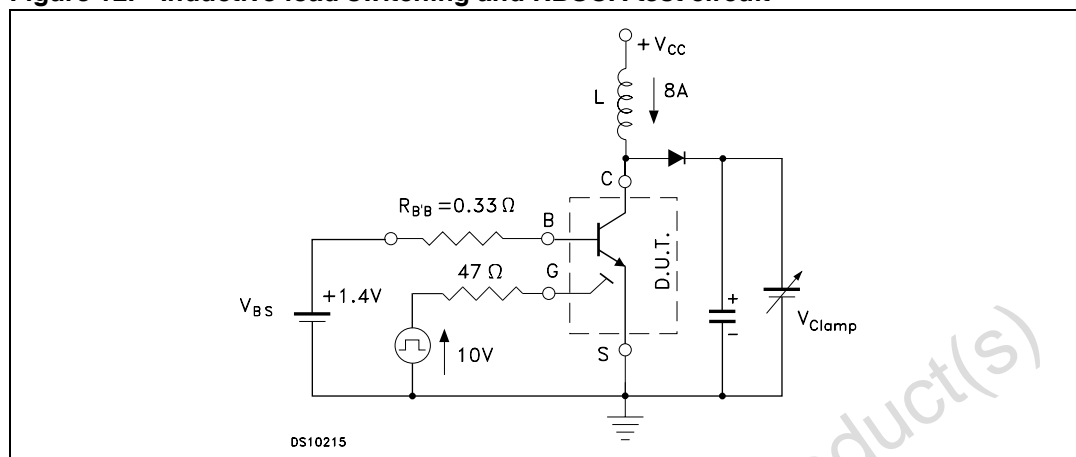 Figure 12. Inductive load switching and RBSOA test circuit
+VCC
L
8A
C
RB'B=0.33 Ω
B
47 Ω
G
D.U.T.
VBS
+1.4V
10V
S
+
-
VClamp
DS10215
duct(s)